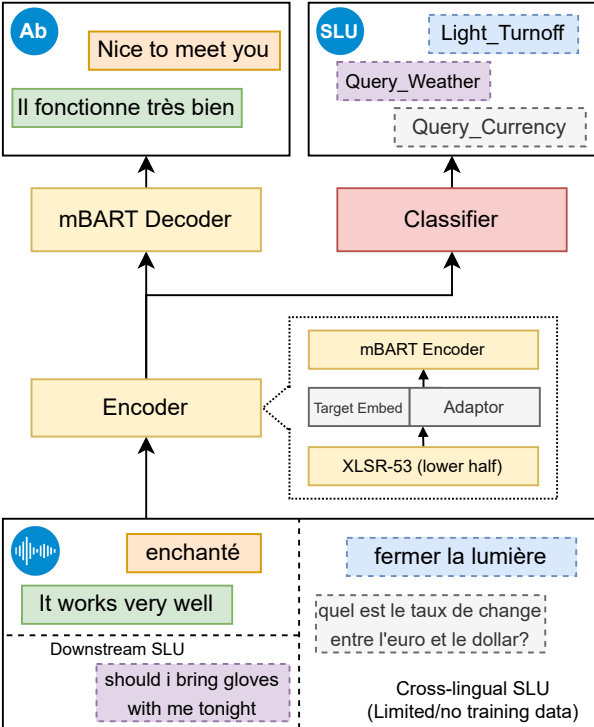 Ab
Nice to meet you
Il fonctionne très bien
SLU
Light_Turnoff
Query_Weather
Query_Currency
mBART Decoder
Classifier
Encoder
mBART Encoder
Target Embed
Adaptor
XLSR-53 (lower half)
enchanté
It works very well
Downstream SLU
should i bring gloves
with me tonight
fermer la lumière
quel est le taux de change
entre l'euro et le dollar?
Cross-lingual SLU
(Limited/no training data)